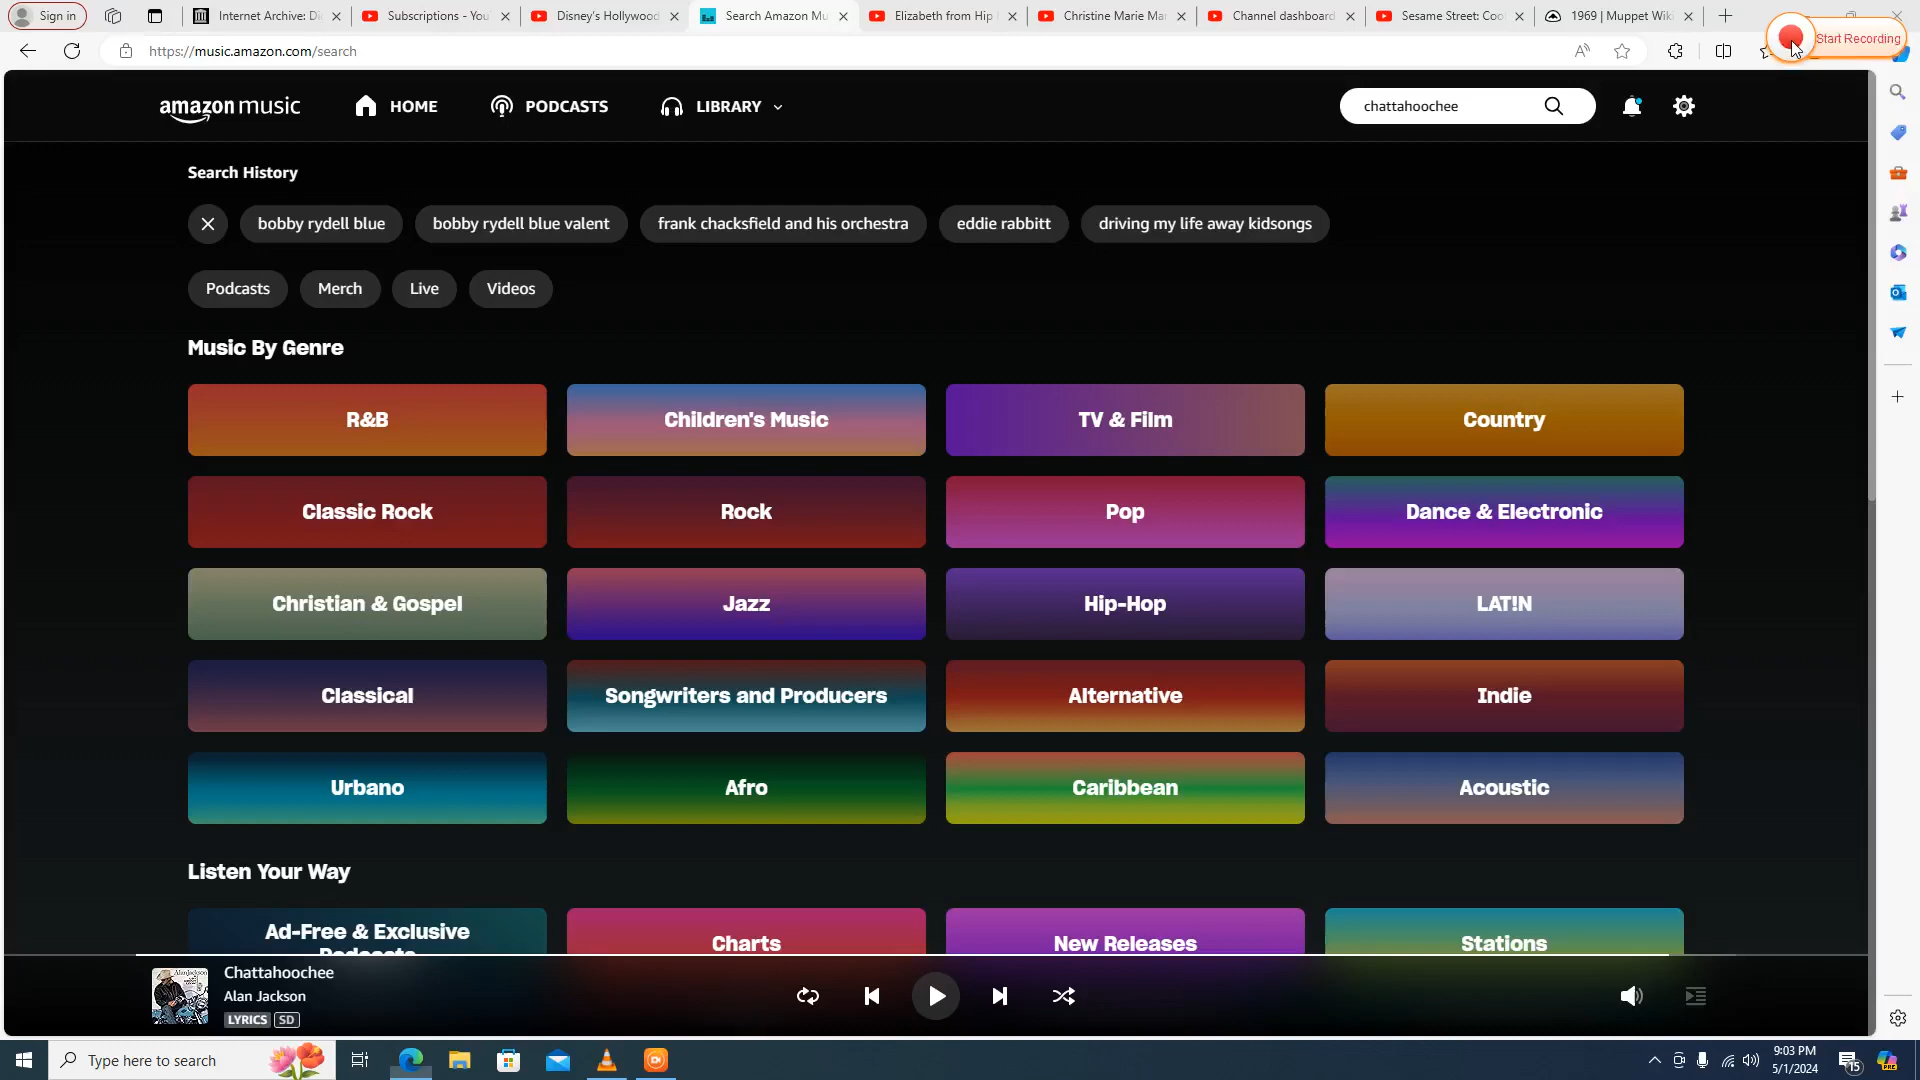 Sign in
Internet Archive: Di
Subscriptions - You
Disney's Hollywood
Search Amazon Mu
Elizabeth from Hip
Christine Marie Mar
Channel dashboard
Sesame Street: Coo
1969 | Muppet Wiki
Start Recording
https://music.amazon.com/search
amazon music
HOME
PODCASTS
LIBRARY
chattahoochee
Search History
bobby rydell blue
bobby rydell blue valent
frank chacksfield and his orchestra
eddie rabbitt
driving my life away kidsongs
Podcasts
Merch
Live
Videos
Music By Genre
R&B
Children's Music
TV & Film
Country
Classic Rock
Rock
Pop
Dance & Electronic
Christian & Gospel
Jazz
Hip-Hop
LAT!N
Classical
Songwriters and Producers
Alternative
Indie
Urbano
Afro
Caribbean
Acoustic
Listen Your Way
Ad-Free & Exclusive
Podcasts
Charts
New Releases
Stations
Chattahoochee
Alan Jackson
LYRICS SD
Type here to search
9:03 PM
5/1/2024
15